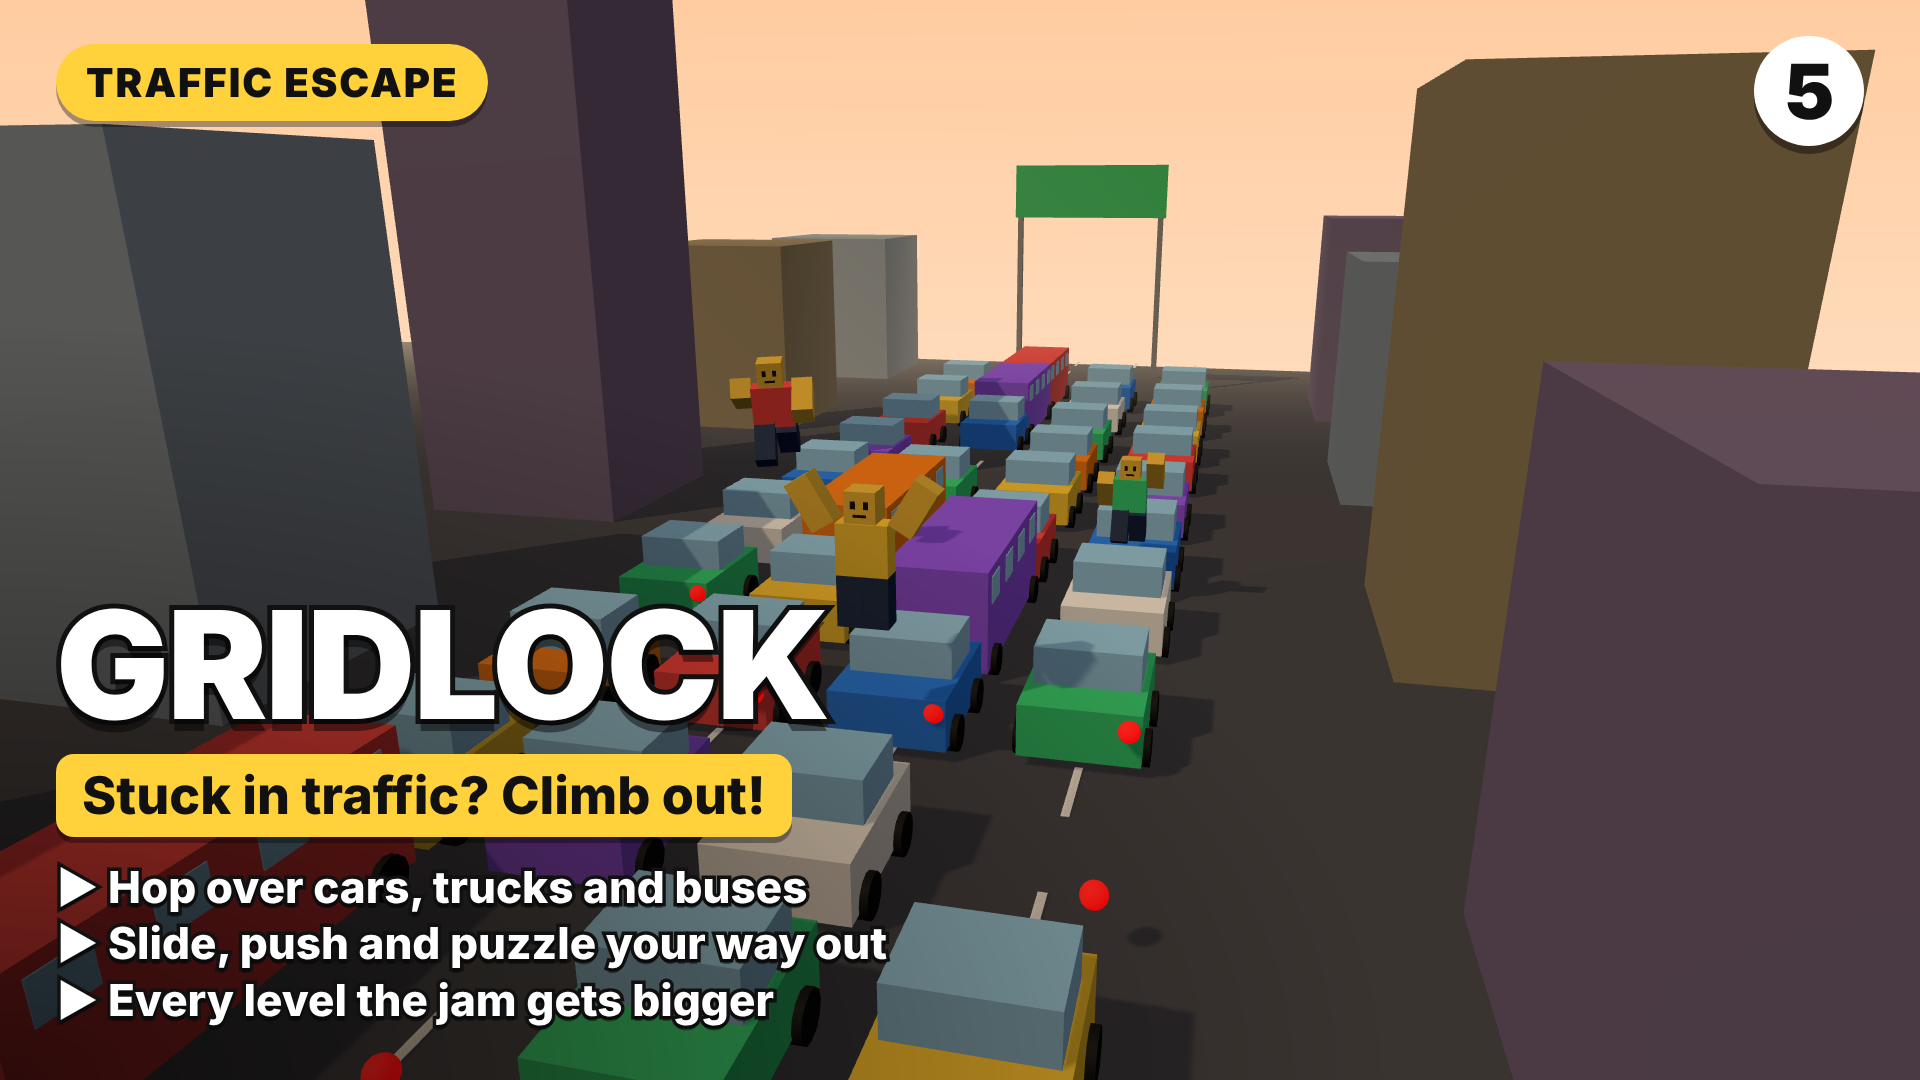 TRAFFIC ESCAPE
5
GRIDLOCK
Stuck in traffic? Climb out!
▶ Hop over cars, trucks and buses
▶ Slide, push and puzzle your way out
▶ Every level the jam gets bigger